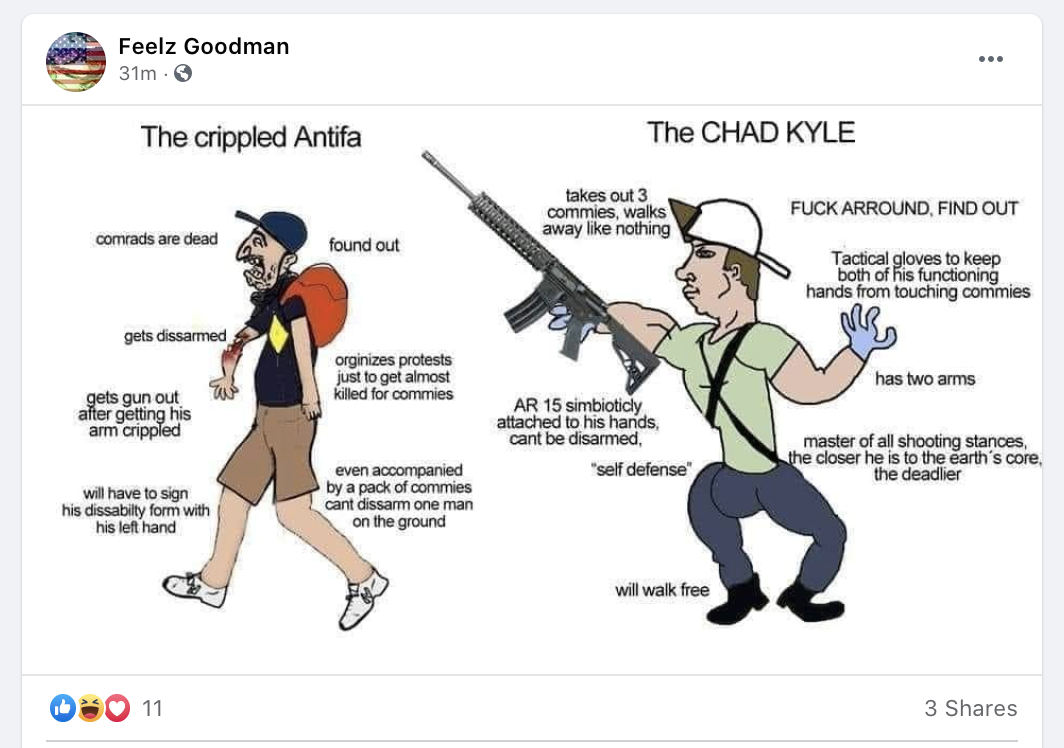 Feelz Goodman
31m ·
The crippled Antifa
The CHAD KYLE
comrads are dead
found out
gets dissarmed
orginizes protests
just to get almost
killed for commies
gets gun out
after getting his
arm crippled
even accompanied
by a pack of commies
cant dissarm one man
on the ground
will have to sign
his dissabilty form with
his left hand
takes out 3
commies, walks
away like nothing
FUCK ARROUND, FIND OUT
Tactical gloves to keep
both of his functioning
hands from touching commies
has two arms
AR 15 simbioticly
attached to his hands,
cant be disarmed,
"self defense"
master of all shooting stances,
the closer he is to the earth´s core,
the deadlier
will walk free
11
3 Shares